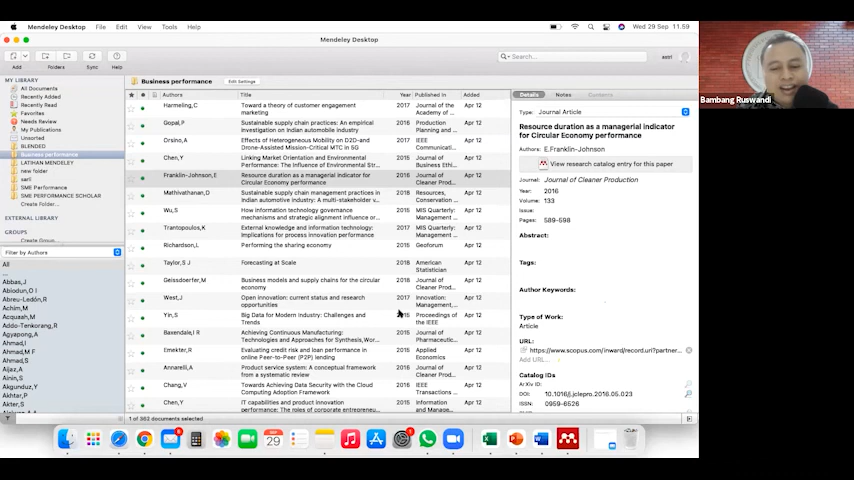 Mendeley Desktop File Edit View Tools Help Wed 29 Sep 11.59
Mendeley Desktop
Add Folders Sync Help
Search...
MY LIBRARY
All Documents
Recently Added
Recently Read
Favorites
Needs Review
My Publications
Unsorted
BLENDED
Business performance
LATIHAN MENDELEY
new folder
sarli
SME Performance
SME PERFORMANCE SCHOLAR
Create Folder...
EXTERNAL LIBRARY
GROUPS
Create Group...
Filter by Authors
All
...
Abbas,J
Abiodun,O I
Abreu-Ledón,R
Achim,M
Acquaah,M
Addo-Tenkorang,R
Agyapong,A
Ahmad,I
Ahmad,M F
Ahmad,S
Aijaz,A
Ainin,S
Akgunduz,Y
Akhtar,P
Akter,S
Business performance Edit Settings
Authors Title Year Published in Added
Harmeling,C Toward a theory of customer engagement 2017 Journal of the Apr 12
marketing Academy of ...
Gopal,P Sustainable supply chain practices: An empirical 2016 Production Apr 12
investigation on Indian automobile industry Planning and ...
Orsino,A Effects of Heterogeneous Mobility on D2D-and 2017 IEEE Apr 12
Drone-Assisted Mission-Critical MTC in 5G Communicati...
Chen,Y Linking Market Orientation and Environmental 2015 Journal of Apr 12
Performance: The Influence of Environmental Str... Business Ethi...
Franklin-Johnson,E Resource duration as a managerial indicator for 2016 Journal of Apr 12
Circular Economy performance Cleaner Prod...
Mathivathanan,D Sustainable supply chain management practices in 2018 Resources, Apr 12
Indian automotive industry: A multi-stakeholder v... Conservation ...
Wu,S How information technology governance 2015 MIS Quarterly: Apr 12
mechanisms and strategic alignment influence or... Management ...
Trantopoulos,K External knowledge and information technology: 2017 MIS Quarterly: Apr 12
Implications for process innovation performance Management ...
Richardson,L Performing the sharing economy 2015 Geoforum Apr 12
Taylor,S J Forecasting at Scale 2018 American Apr 12
Statistician
Geissdoerfer,M Business models and supply chains for the circular 2018 Journal of Apr 12
economy Cleaner Prod...
West,J Open innovation: current status and research 2017 Innovation: Apr 12
opportunities Management,...
Yin,S Big Data for Modern Industry: Challenges and 2015 Proceedings of Apr 12
Trends the IEEE
Baxendale,I R Achieving Continuous Manufacturing: 2015 Journal of Apr 12
Technologies and Approaches for Synthesis,Wor... Pharmaceutic...
Emekter,R Evaluating credit risk and loan performance in 2015 Applied Apr 12
online Peer-to-Peer (P2P) lending Economics
Annarelli,A Product service system: A conceptual framework 2016 Journal of Apr 12
from a systematic review Cleaner Prod...
Chang,V Towards Achieving Data Security with the Cloud 2016 IEEE Apr 12
Computing Adoption Framework Transactions ...
Chen,Y IT capabilities and product innovation 2015 Information Apr 12
performance: The roles of corporate entrepreneu... and Manage...
1 of 362 documents selected
Details Notes Contents
Type: Journal Article
Resource duration as a managerial indicator
for Circular Economy performance
Authors: E.Franklin-Johnson
View research catalog entry for this paper
Journal: Journal of Cleaner Production
Year: 2016
Volume: 133
Issue:
Pages: 589-598
Abstract:
Tags:
Author Keywords:
Type of Work:
Article
URL:
https://www.scopus.com/inward/record.uri?partner...
Add URL...
Catalog IDs
ArXiv ID:
DOI: 10.1016/j.jclepro.2016.05.023
ISSN: 0959-6526
Bambang Ruswandi
SEP
29